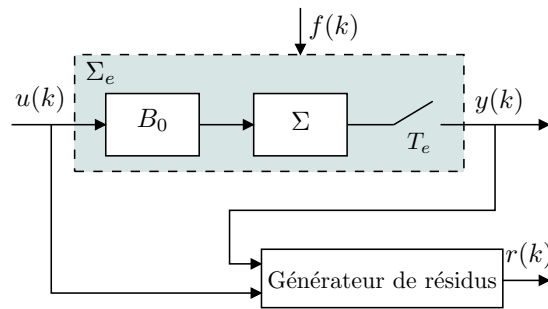 f(k)
Σₑ
u(k)
B₀
Σ
y(k)
Tₑ
r(k)
Générateur de résidus